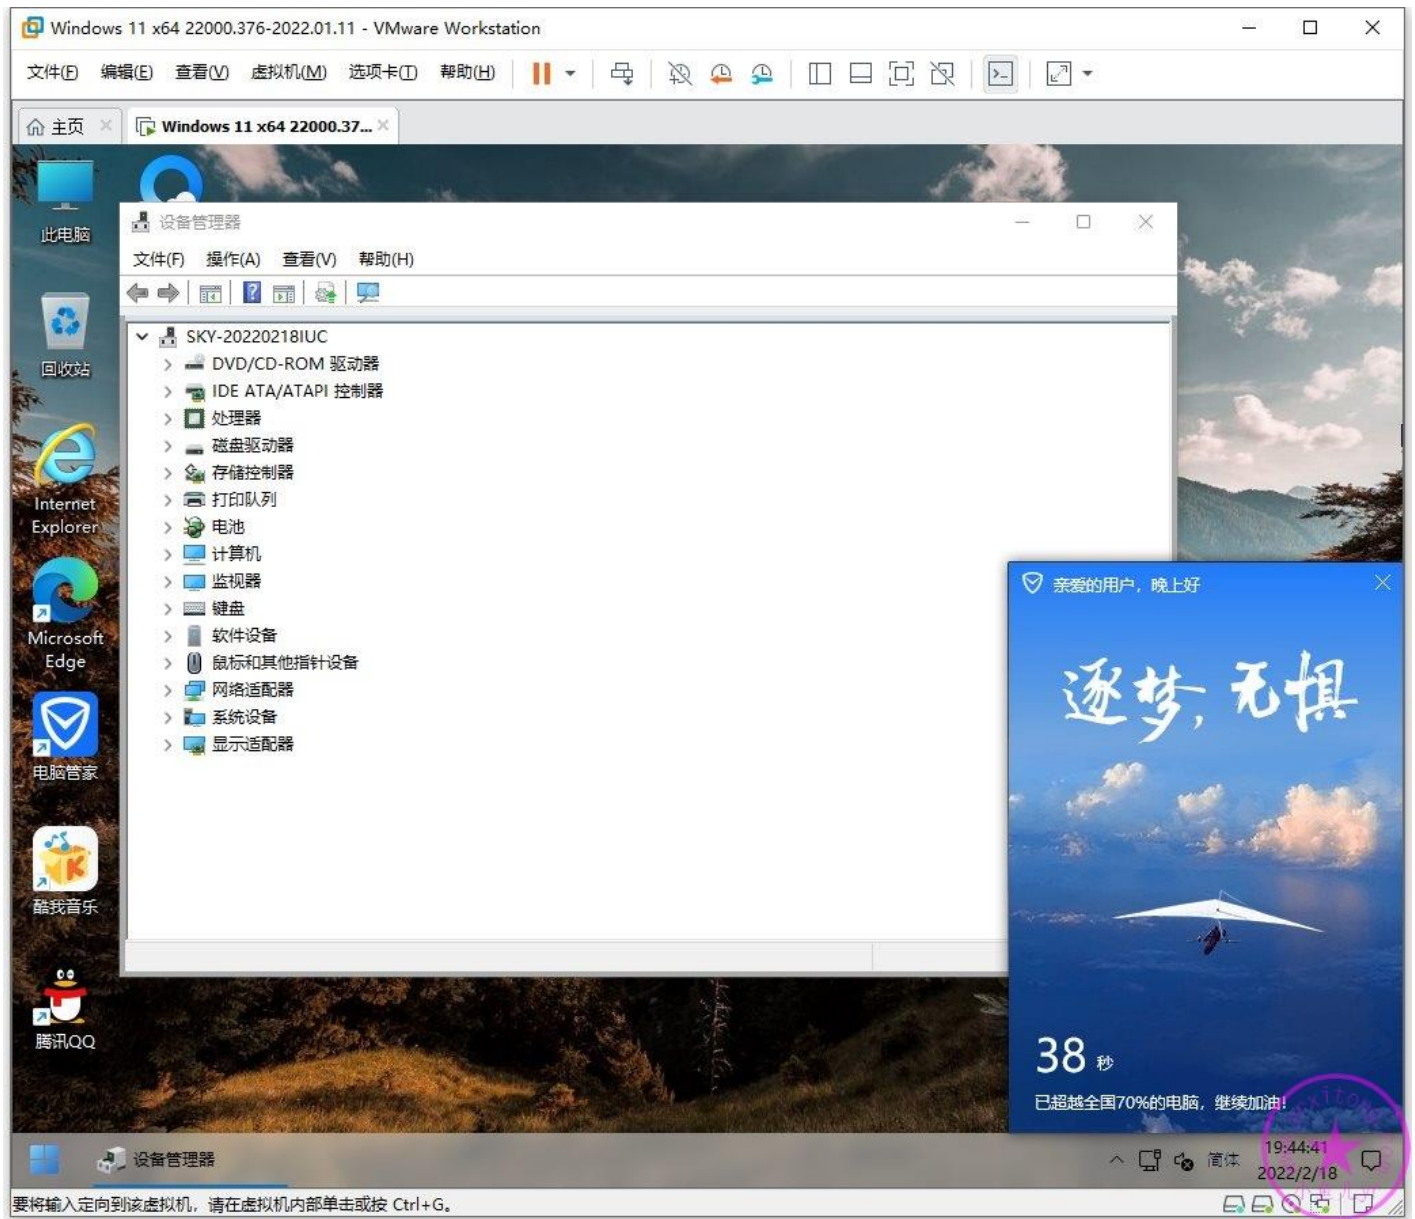 Windows 11 x64 22000.376-2022.01.11 - VMware Workstation
文件(F) 编辑(E) 查看(V) 虚拟机(M) 选项卡(T) 帮助(H)
主页 Windows 11 x64 22000.37...
此电脑
回收站
Internet Explorer
Microsoft Edge
电脑管家
酷我音乐
腾讯QQ
设备管理器
文件(F) 操作(A) 查看(V) 帮助(H)
SKY-20220218IUC
DVD/CD-ROM 驱动器
IDE ATA/ATAPI 控制器
处理器
磁盘驱动器
存储控制器
打印队列
电池
计算机
监视器
键盘
软件设备
鼠标和其他指针设备
网络适配器
系统设备
显示适配器
亲爱的用户，晚上好
逐梦，无惧
38 秒
已超越全国70%的电脑，继续加油!
设备管理器
简体
19:44:41
2022/2/18
要将输入定向到该虚拟机，请在虚拟机内部单击或按 Ctrl+G。